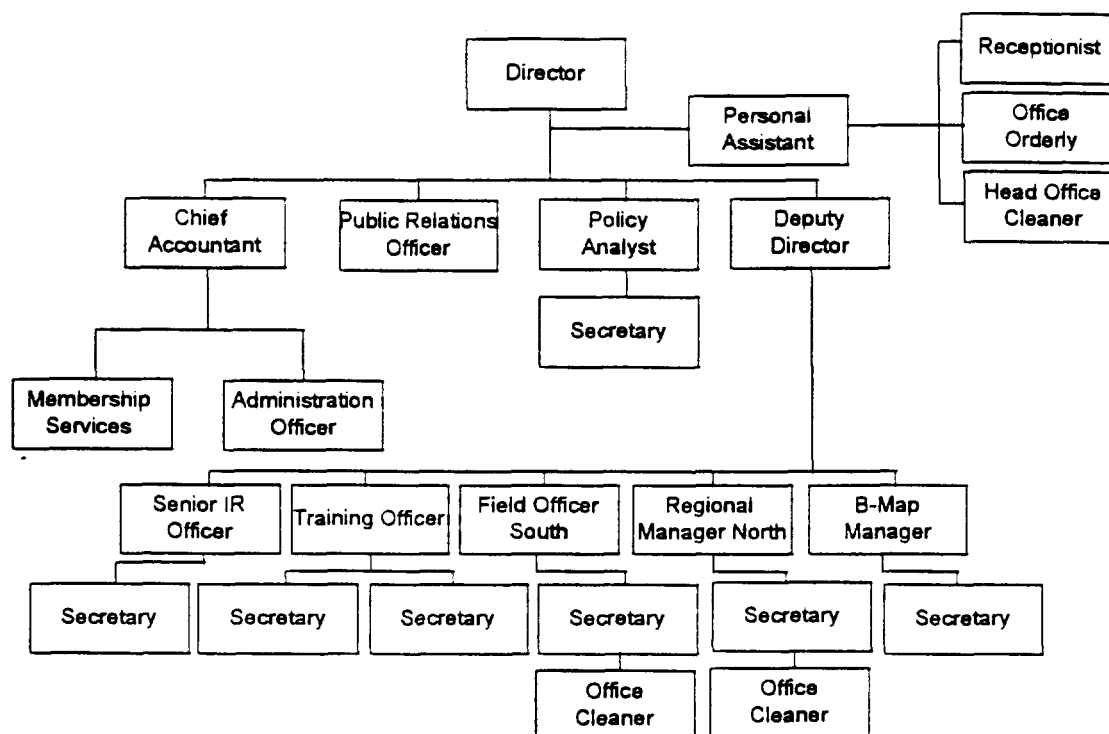 Director
Receptionist
Personal
Assistant
Office
Orderly
Head Office
Cleaner
Chief
Accountant
Public Relations
Officer
Policy
Analyst
Deputy
Director
Secretary
Membership
Services
Administration
Officer
Senior IR
Officer
Training Officer
Field Officer
South
Regional
Manager North
B-Map
Manager
Secretary
Secretary
Secretary
Secretary
Secretary
Secretary
Office
Cleaner
Office
Cleaner